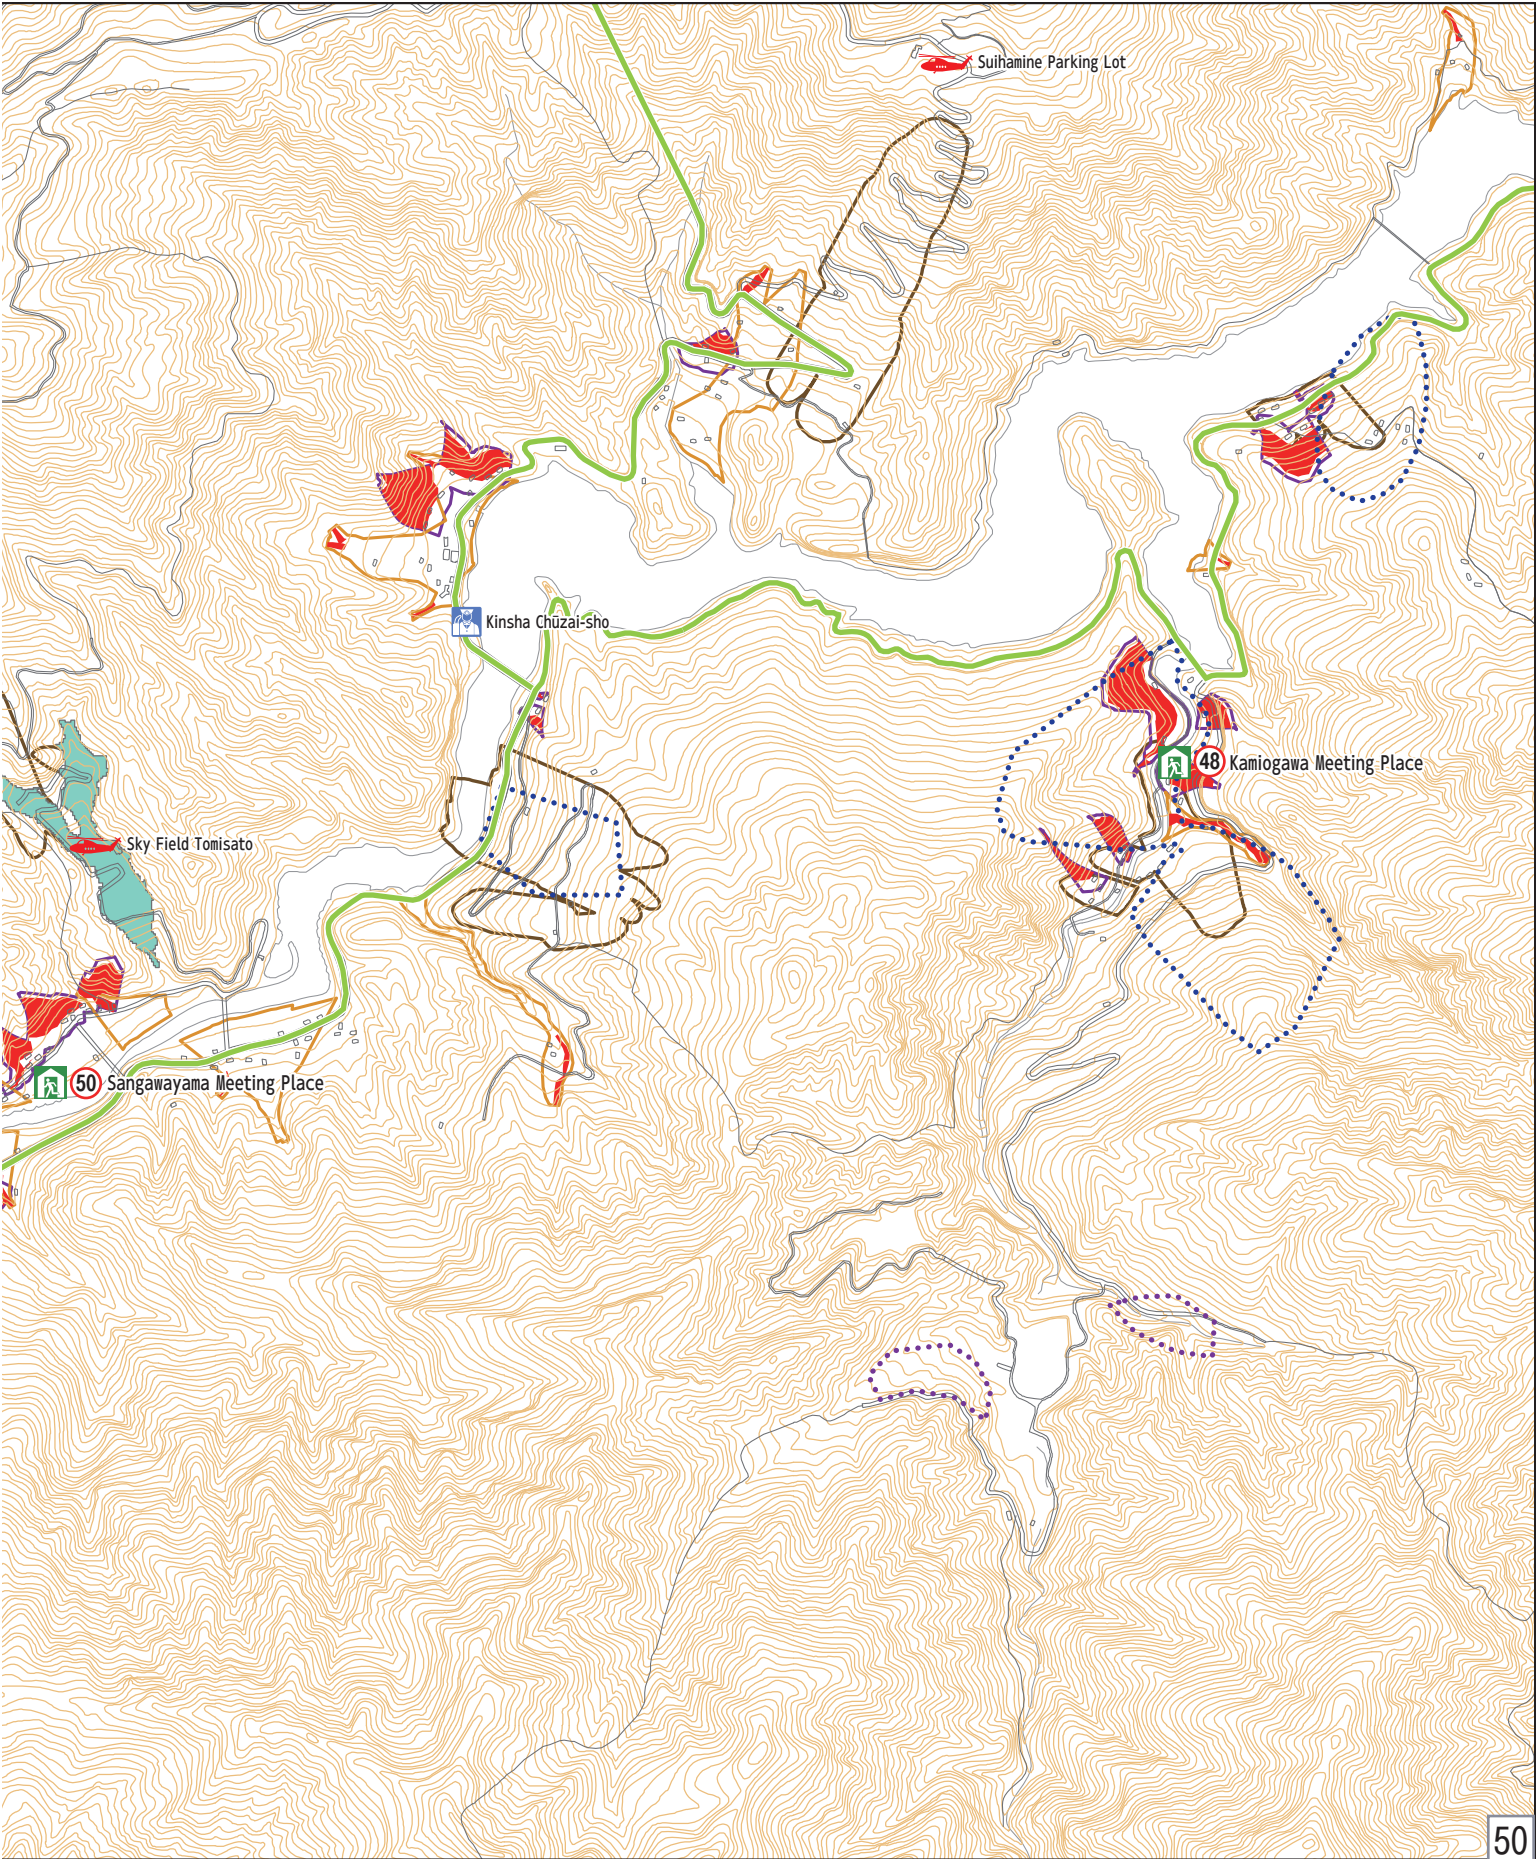 Suihamine Parking Lot
Kinsha Chūzai-sho
48 Kamiogawa Meeting Place
Sky Field Tomisato
50 Sangawayama Meeting Place
50